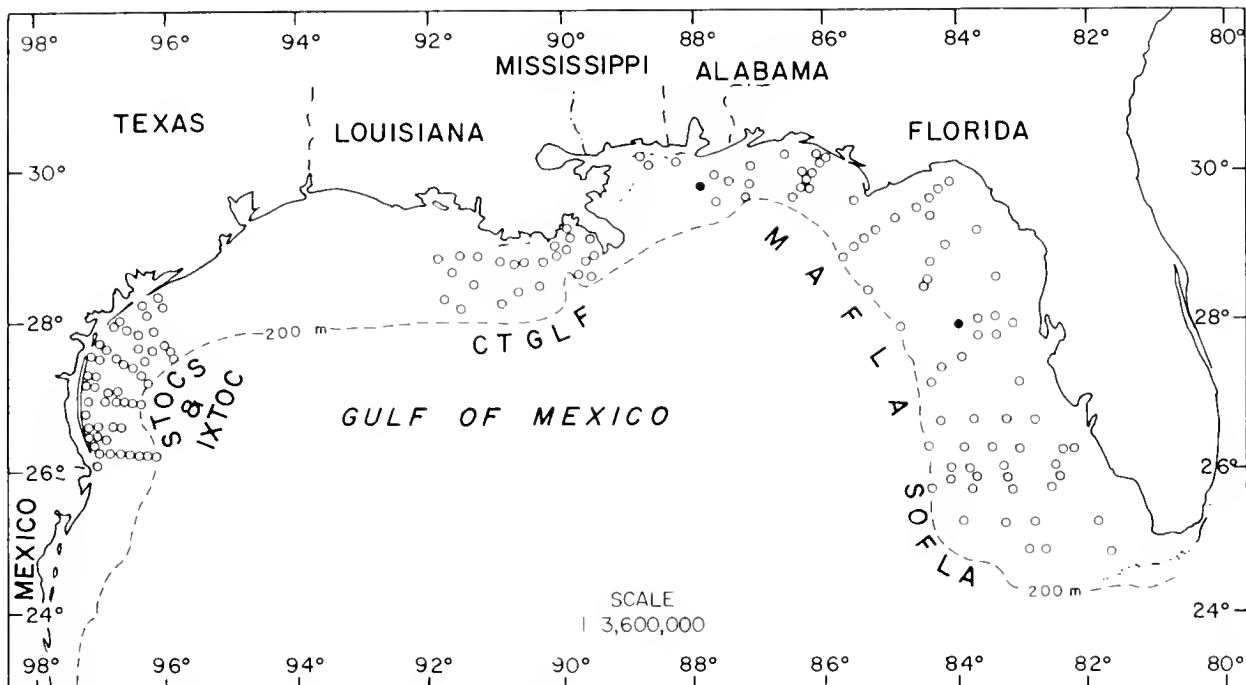 98° 96° 94° 92° 90° 88° 86° 84° 82° 80°
MISSISSIPPI ALABAMA
TEXAS LOUISIANA FLORIDA
30° 30°
MAFLA
28° 28°
200 m
CTGLF
STOCS
&
IXTOC
GULF OF MEXICO
26° 26°
SOFLA
MEXICO
200 m
SCALE
1 3,600,000
24° 24°
98° 96° 94° 92° 90° 88° 86° 84° 82° 80°